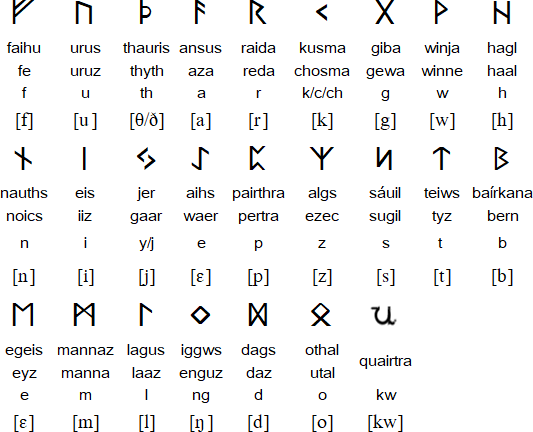 ᚠ ᚢ ᚦ ᚨ ᚱ ᚲ ᚷ ᚹ ᚺ
faihu urus thauris ansus raida kusma giba winja hagl
fe uruz thyth aza reda chosma gewa winne haal
f u th a r k/c/ch g w h
[f] [u] [θ/ð] [a] [r] [k] [g] [w] [h]
ᚾ ᛁ ᛃ ᛇ ᛈ ᛉ ᛋ ᛏ ᛒ
nauths eis jer aihs pairthra algs sáuil teiws baírkana
noics iiz gaar waer pertra ezec sugil tyz bern
n i y/j e p z s t b
[n] [i] [j] [ɛ] [p] [z] [s] [t] [b]
ᛖ ᛗ ᛚ ᛜ ᛞ ᛟ 𐌵
egeis mannaz lagus iggws dags othal quairtra
eyz manna laaz enguz daz utal
e m l ng d o kw
[ɛ] [m] [l] [ŋ] [d] [o] [kw]